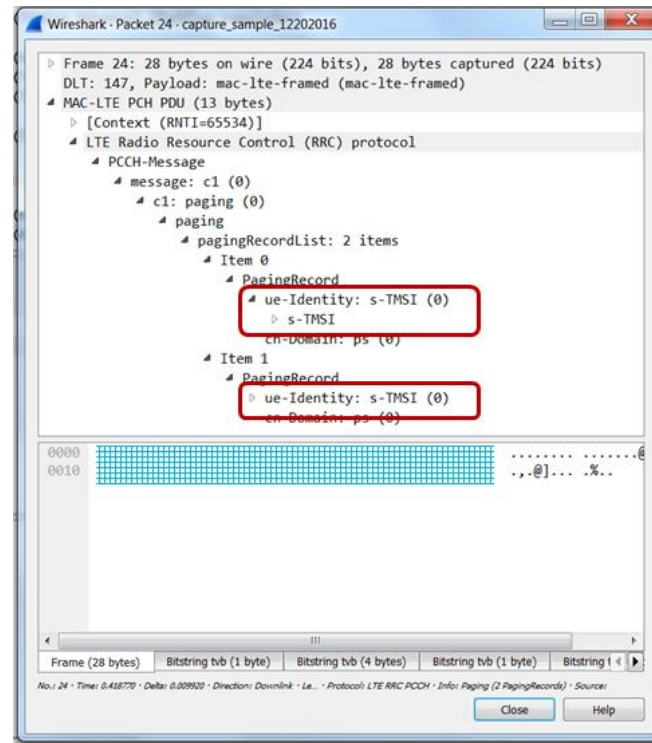 Wireshark · Packet 24 · capture_sample_12202016
Frame 24: 28 bytes on wire (224 bits), 28 bytes captured (224 bits)
DLT: 147, Payload: mac-lte-framed (mac-lte-framed)
MAC-LTE PCH PDU (13 bytes)
[Context (RNTI=65534)]
LTE Radio Resource Control (RRC) protocol
PCCH-Message
message: c1 (0)
c1: paging (0)
paging
pagingRecordList: 2 items
Item 0
PagingRecord
ue-Identity: s-TMSI (0)
s-TMSI
cn-Domain: ps (0)
Item 1
PagingRecord
ue-Identity: s-TMSI (0)
cn-Domain: ps (0)
0000 ........ .......@
0010 .,.@]... .%..
Frame (28 bytes) Bitstring tvb (1 byte) Bitstring tvb (4 bytes) Bitstring tvb (1 byte) Bitstring t
No.: 24 · Time: 0.418770 · Delta: 0.009920 · Direction: Downlink · Le... · Protocol: LTE RRC PCCH · Info: Paging (2 PagingRecords) · Source:
Close Help